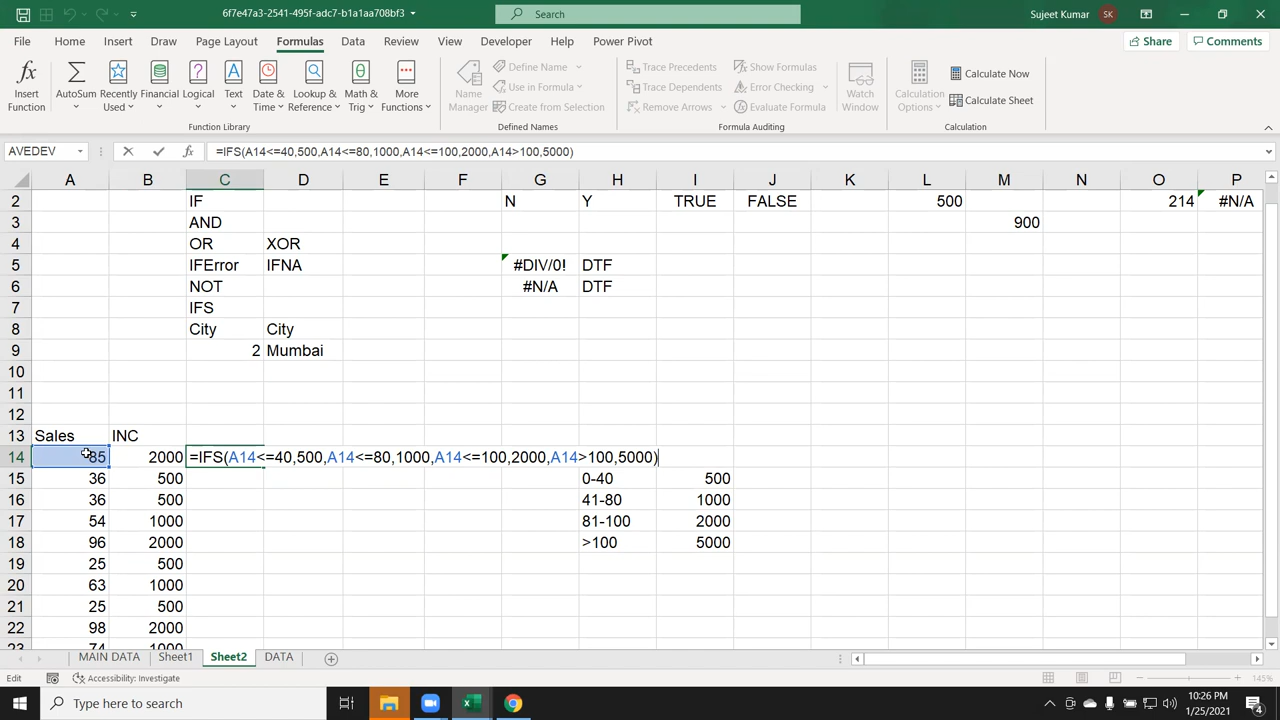 6f7e47a3-2541-495f-adc7-b1a1aa708bf3
Search
Sujeet Kumar
SK
File Home Insert Draw Page Layout Formulas Data Review View Developer Help Power Pivot
Share Comments
Insert Function
AutoSum
Recently Used
Financial
Logical
Text
Date & Time
Lookup & Reference
Math & Trig
More Functions
Function Library
Name Manager
Define Name
Use in Formula
Create from Selection
Defined Names
Trace Precedents
Trace Dependents
Remove Arrows
Show Formulas
Error Checking
Evaluate Formula
Formula Auditing
Watch Window
Calculation Options
Calculate Now
Calculate Sheet
Calculation
AVEDEV
fx
=IFS(A14<=40,500,A14<=80,1000,A14<=100,2000,A14>100,5000)
A B C D E F G H I J K L M N O P
2 IF N Y TRUE FALSE 500 214 #N/A
3 AND 900
4 OR XOR
5 IFError IFNA #DIV/0! DTF
6 NOT #N/A DTF
7 IFS
8 City City
9 2 Mumbai
10
11
12
13 Sales INC
14 85 2000 =IFS(A14<=40,500,A14<=80,1000,A14<=100,2000,A14>100,5000)
15 36 500 0-40 500
16 36 500 41-80 1000
17 54 1000 81-100 2000
18 96 2000 >100 5000
19 25 500
20 63 1000
21 25 500
22 98 2000
23 74 1000
MAIN DATA Sheet1 Sheet2 DATA
Edit
Accessibility: Investigate
145%
Type here to search
10:26 PM
1/25/2021
4